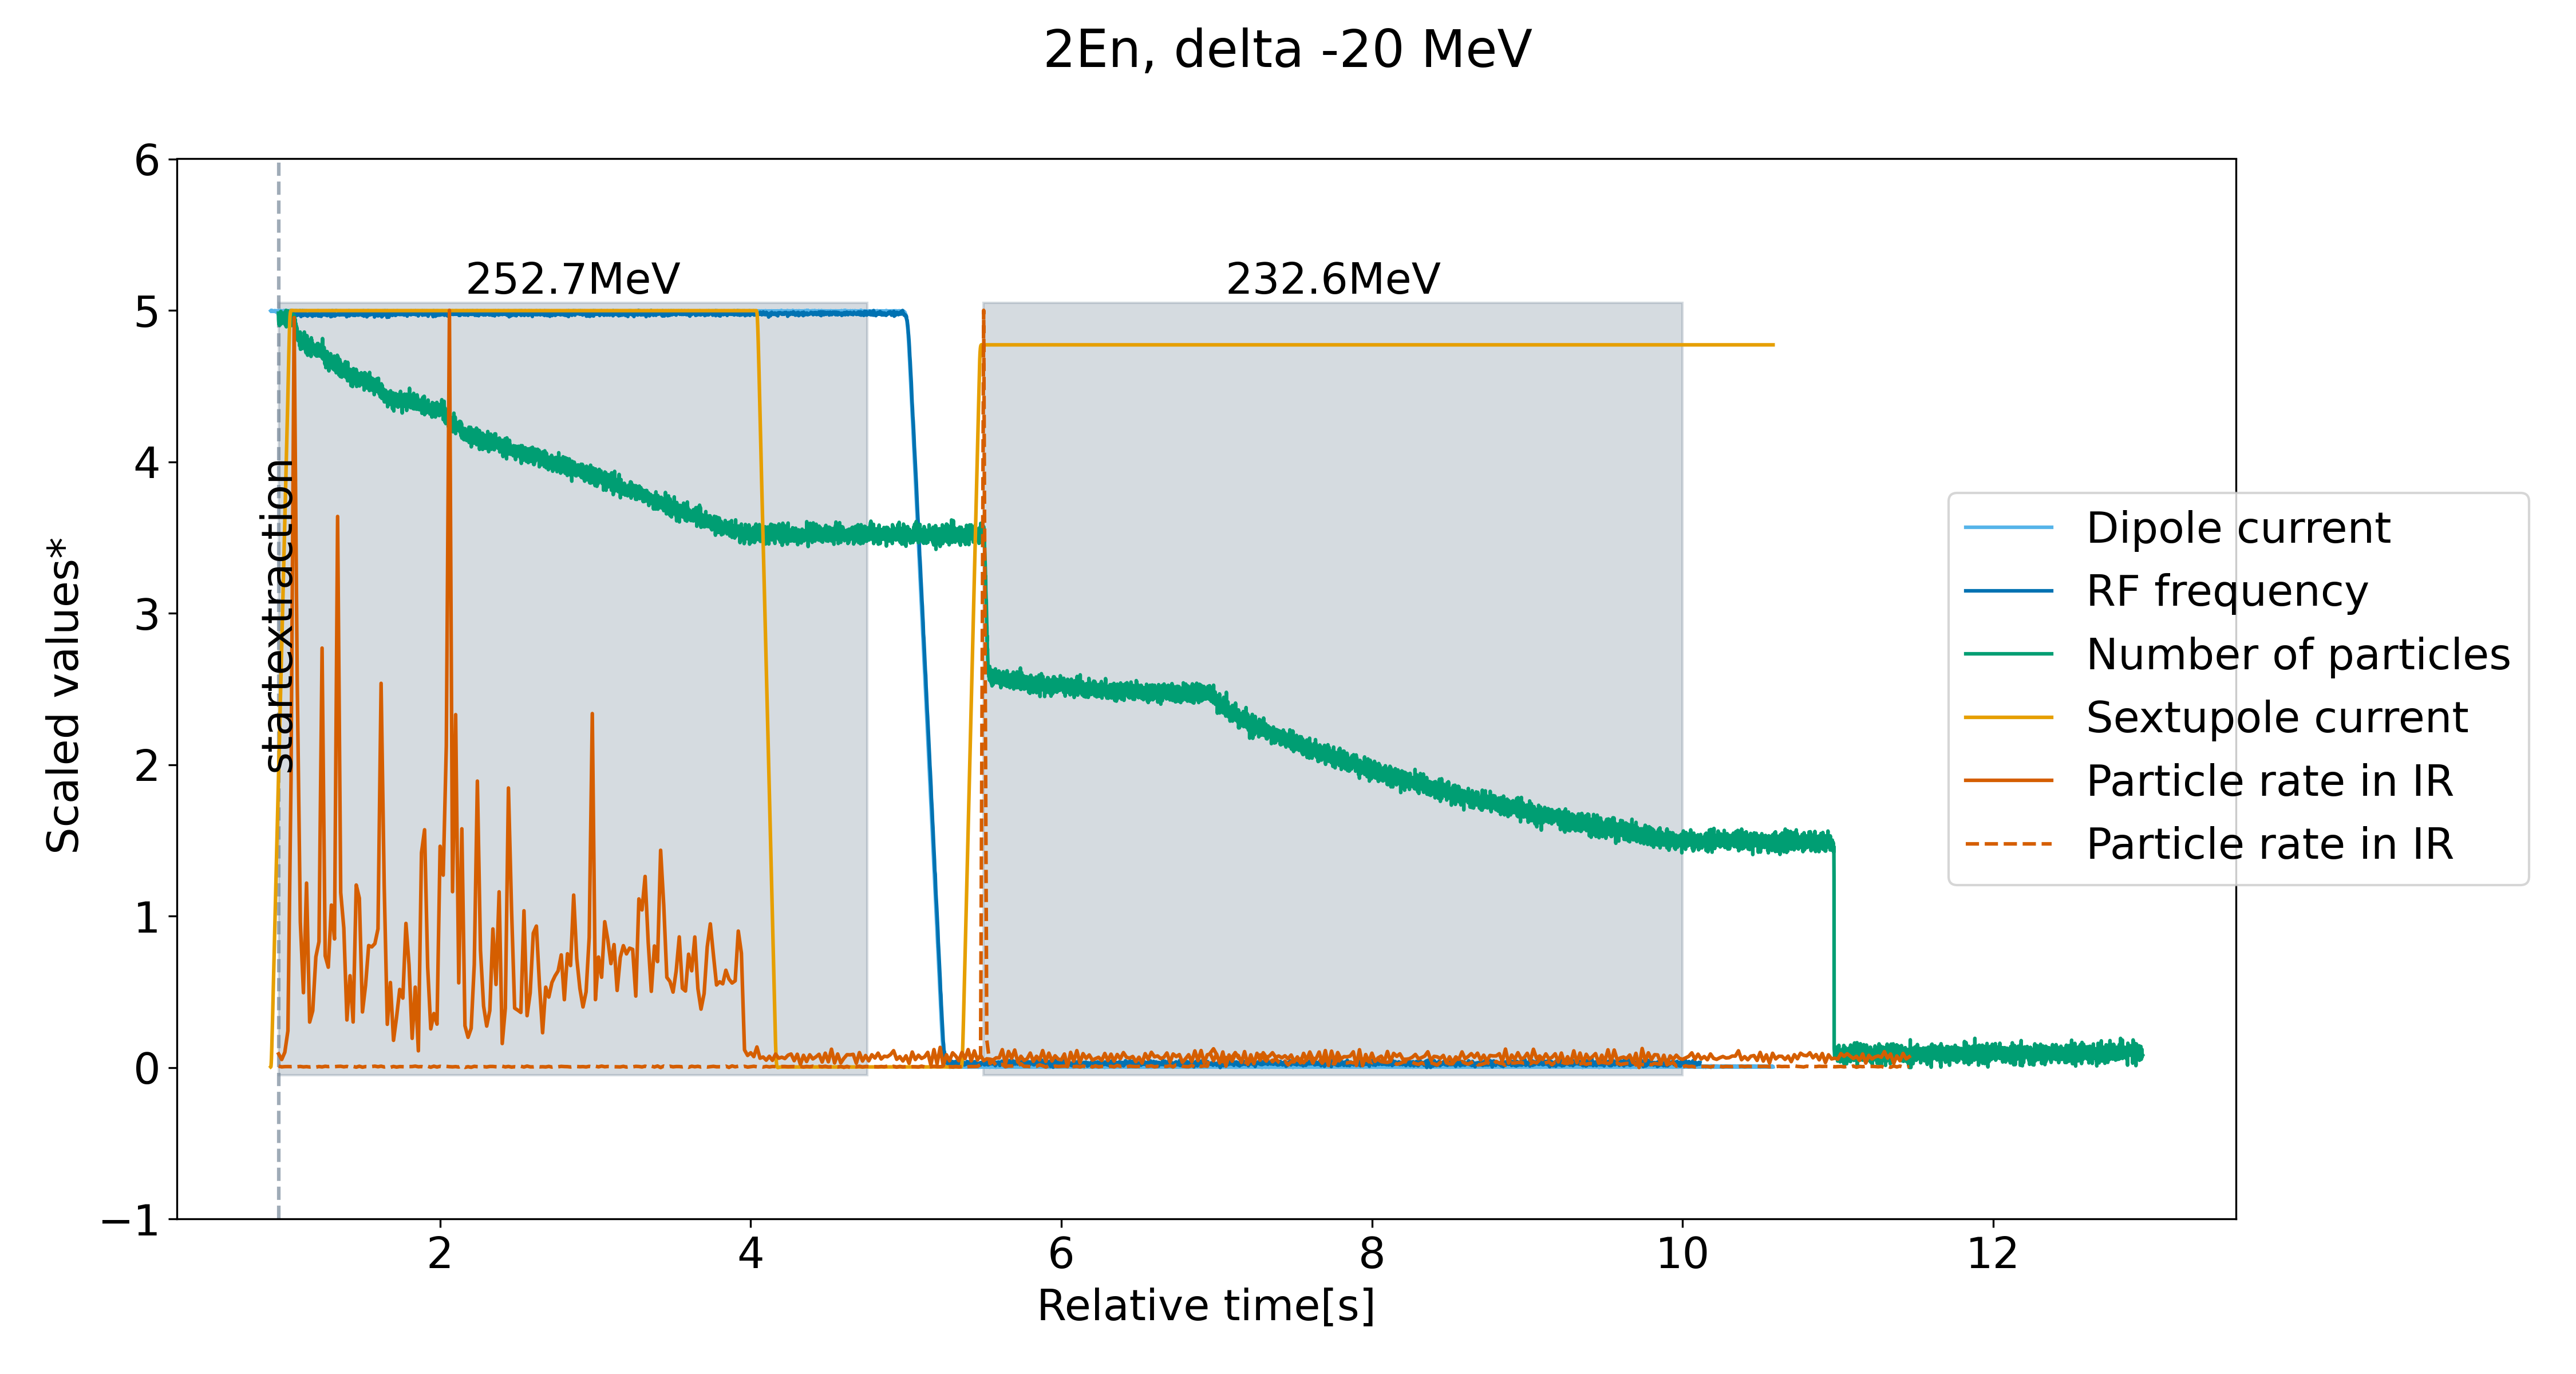 2En, delta -20 MeV
252.7MeV
232.6MeV
startextraction
Scaled values*
6
5
4
3
2
1
0
−1
2
4
6
8
10
12
Relative time[s]
Dipole current
RF frequency
Number of particles
Sextupole current
Particle rate in IR
Particle rate in IR